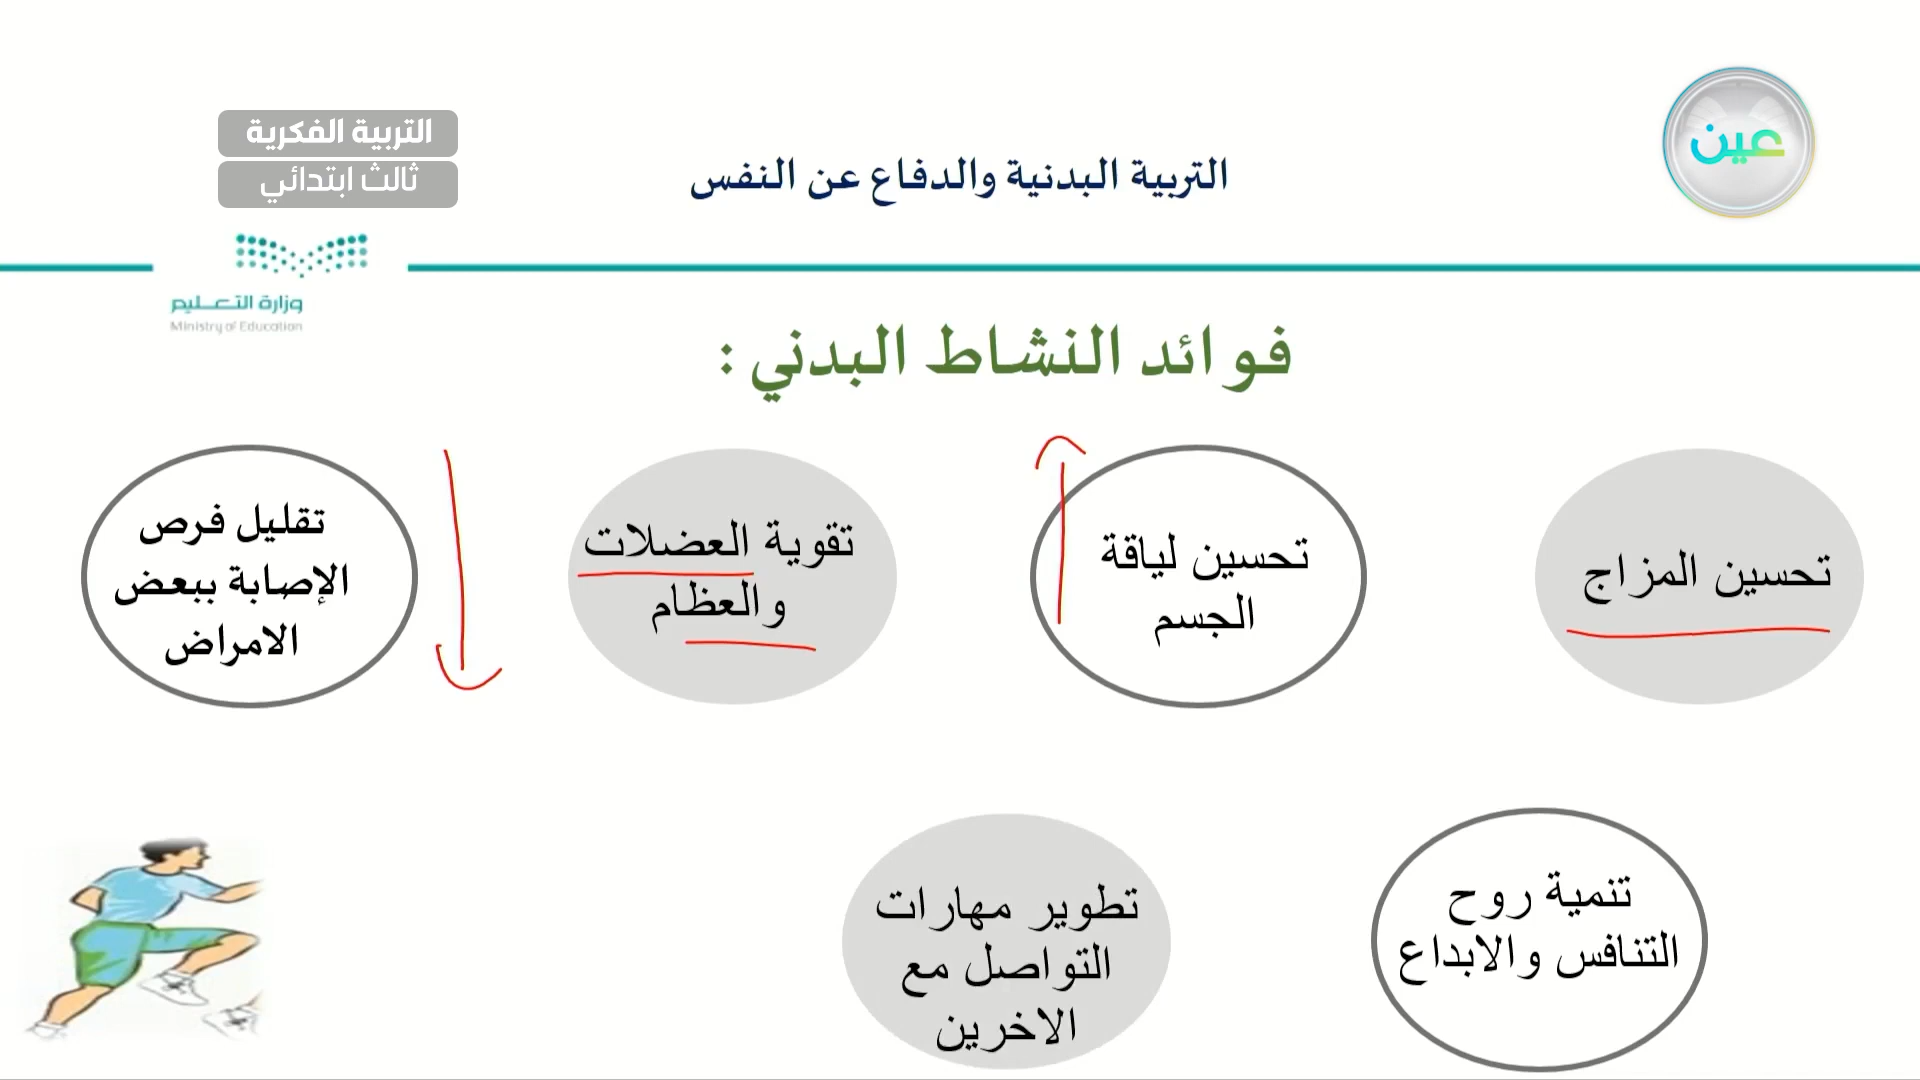 عين
التربية الفكرية
ثالث ابتدائي
التربية البدنية والدفاع عن النفس
وزارة التعليم
Ministry of Education
فوائد النشاط البدني :
تحسين المزاج
تحسين لياقة
الجسم
تقوية العضلات
والعظام
تقليل فرص
الإصابة ببعض
الامراض
تنمية روح
التنافس والابداع
تطوير مهارات
التواصل مع
الاخرين